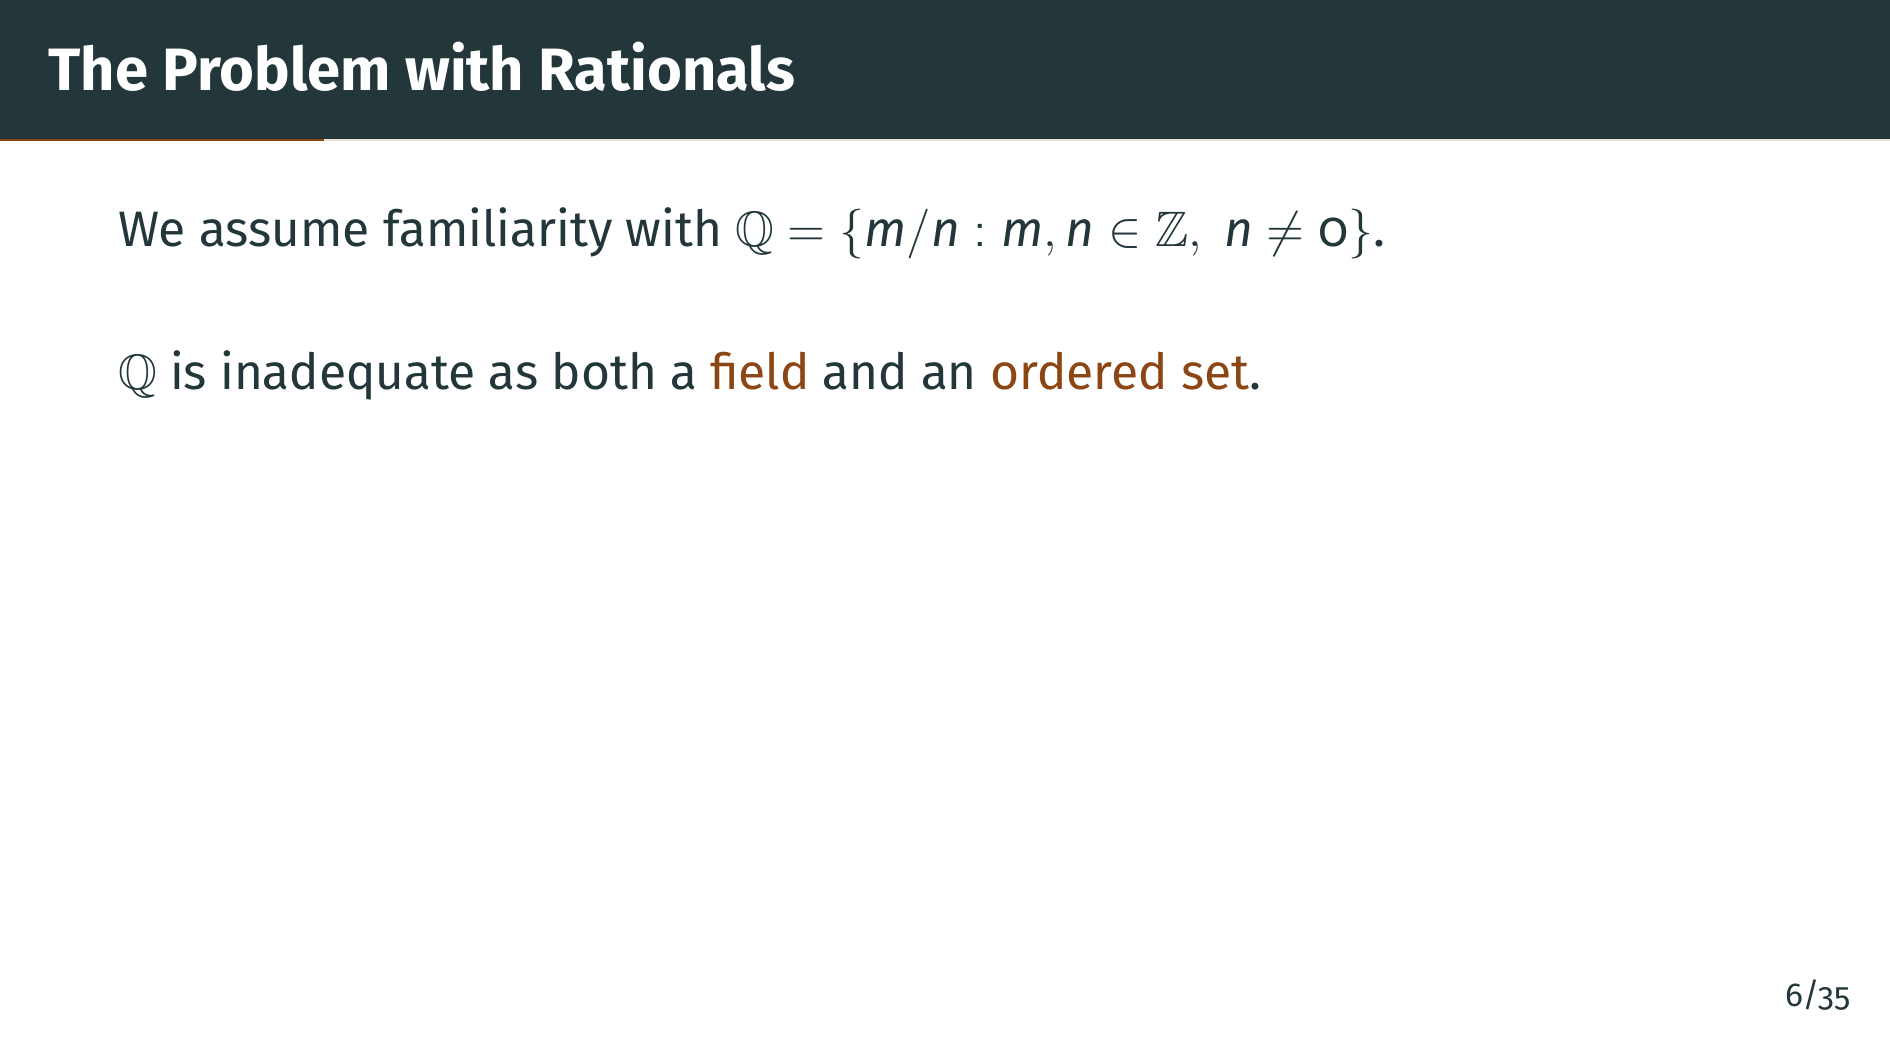 The Problem with Rationals
We assume familiarity with ℚ = {m/n : m, n ∈ ℤ, n ≠ 0}.
ℚ is inadequate as both a field and an ordered set.
6/35